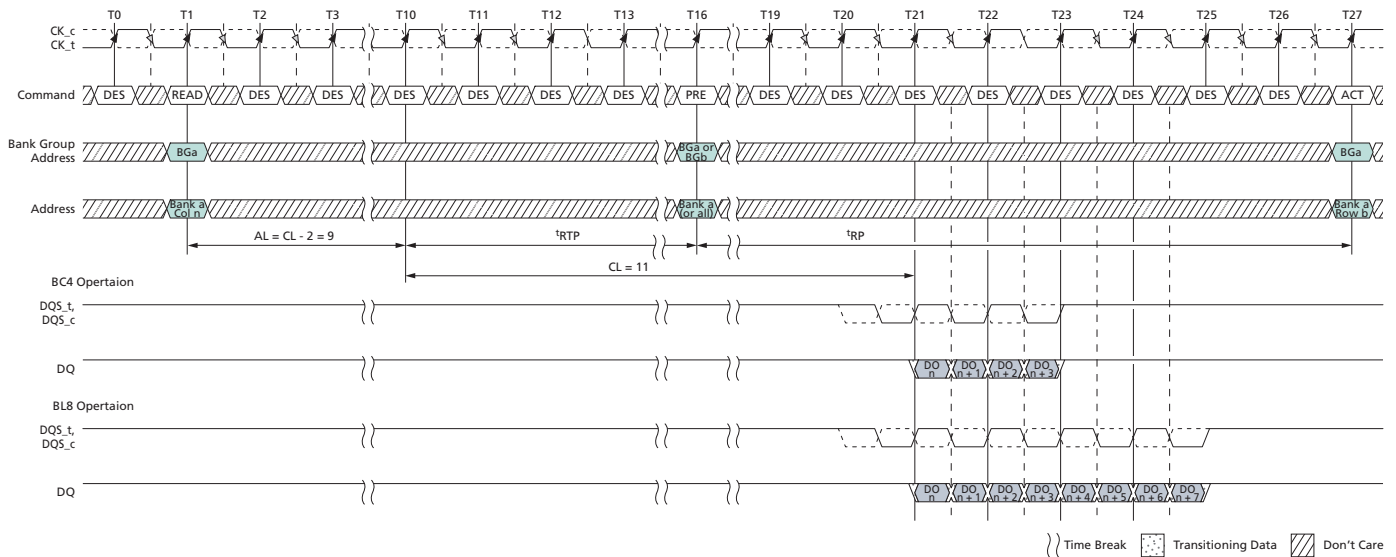 T0 T1 T2 T3 T10 T11 T12 T13 T16 T19 T20 T21 T22 T23 T24 T25 T26 T27
CK_c
CK_t
Command DES READ DES DES DES DES DES DES PRE DES DES DES DES DES DES DES DES ACT
Bank Group
Address
BGa
BGa or
BGb
BGa
Address
Bank a
Col n
Bank a
(or all)
Bank a
Row b
AL = CL - 2 = 9 tRTP tRP
CL = 11
BC4 Opertaion
DQS_t,
DQS_c
DQ
DO
n
DO
n + 1
DO
n + 2
DO
n + 3
BL8 Opertaion
DQS_t,
DQS_c
DQ
DO
n
DO
n + 1
DO
n + 2
DO
n + 3
DO
n + 4
DO
n + 5
DO
n + 6
DO
n + 7
Time Break Transitioning Data Don't Care